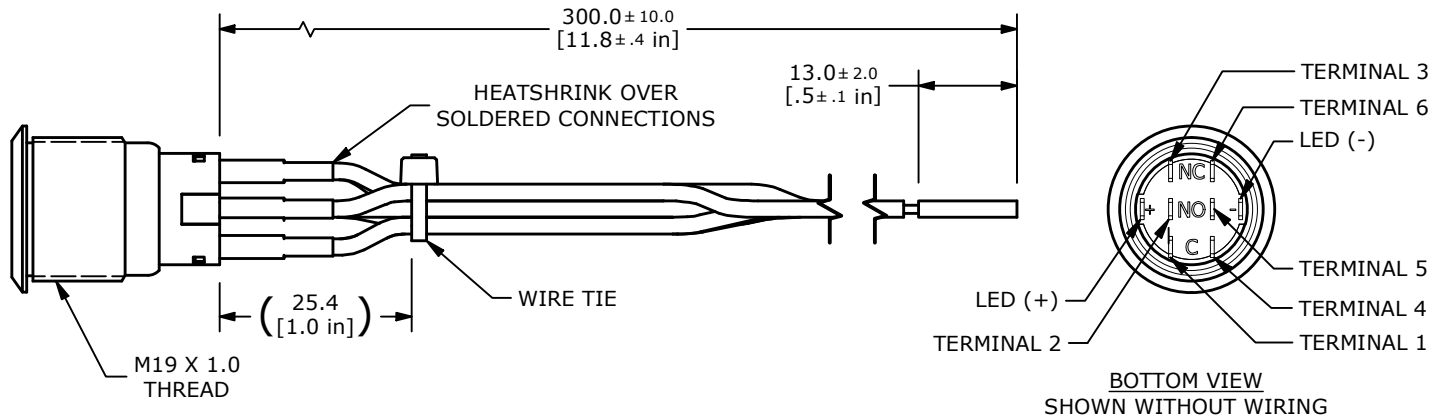 300.0±10.0
[11.8±.4 in]
13.0±2.0
[.5±.1 in]
HEATSHRINK OVER
SOLDERED CONNECTIONS
TERMINAL 3
TERMINAL 6
LED (-)
NC
+ NO -
C
WIRE TIE
(25.4
[1.0 in])
M19 X 1.0
THREAD
LED (+)
TERMINAL 2
TERMINAL 5
TERMINAL 4
TERMINAL 1
BOTTOM VIEW
SHOWN WITHOUT WIRING